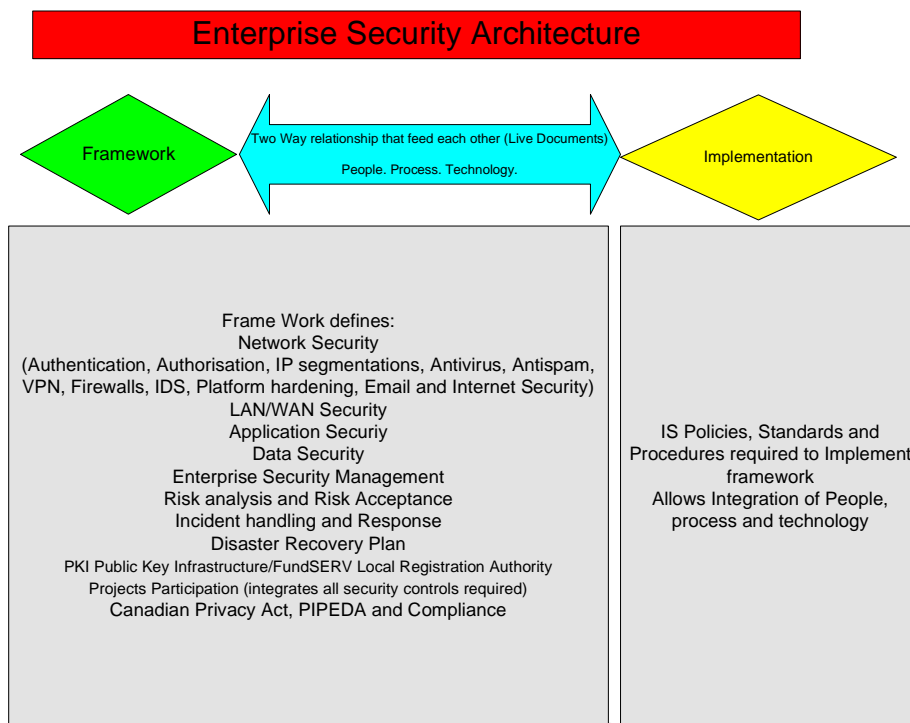 Enterprise Security Architecture
Framework
Two Way relationship that feed each other (Live Documents)
People. Process. Technology.
Implementation
Frame Work defines:
Network Security
(Authentication, Authorisation, IP segmentations, Antivirus, Antispam,
VPN, Firewalls, IDS, Platform hardening, Email and Internet Security)
LAN/WAN Security
Application Securiy
Data Security
Enterprise Security Management
Risk analysis and Risk Acceptance
Incident handling and Response
Disaster Recovery Plan
PKI Public Key Infrastructure/FundSERV Local Registration Authority
Projects Participation (integrates all security controls required)
Canadian Privacy Act, PIPEDA and Compliance
IS Policies, Standards and
Procedures required to Implement
framework
Allows Integration of People,
process and technology